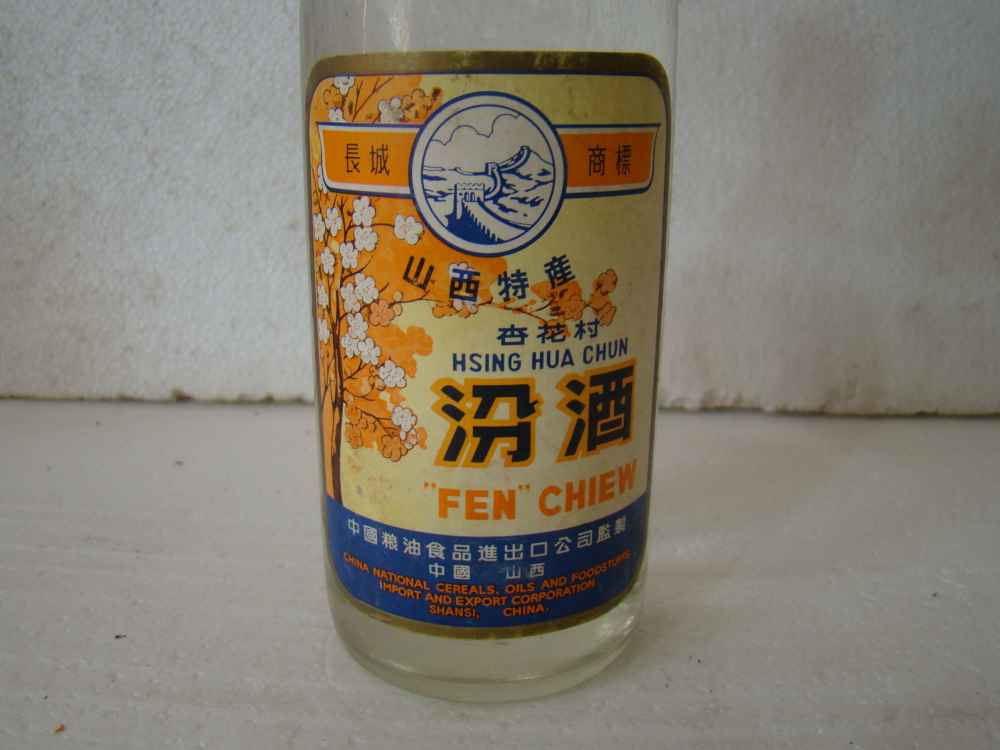 長城 商標
山西特產
杏花村
HSING HUA CHUN
汾酒
"FEN" CHIEW
中國粮油食品進出口公司監製
中國 山西
CHINA NATIONAL CEREALS, OILS AND FOODSTUFFS
IMPORT AND EXPORT CORPORATION
SHANSI, CHINA.